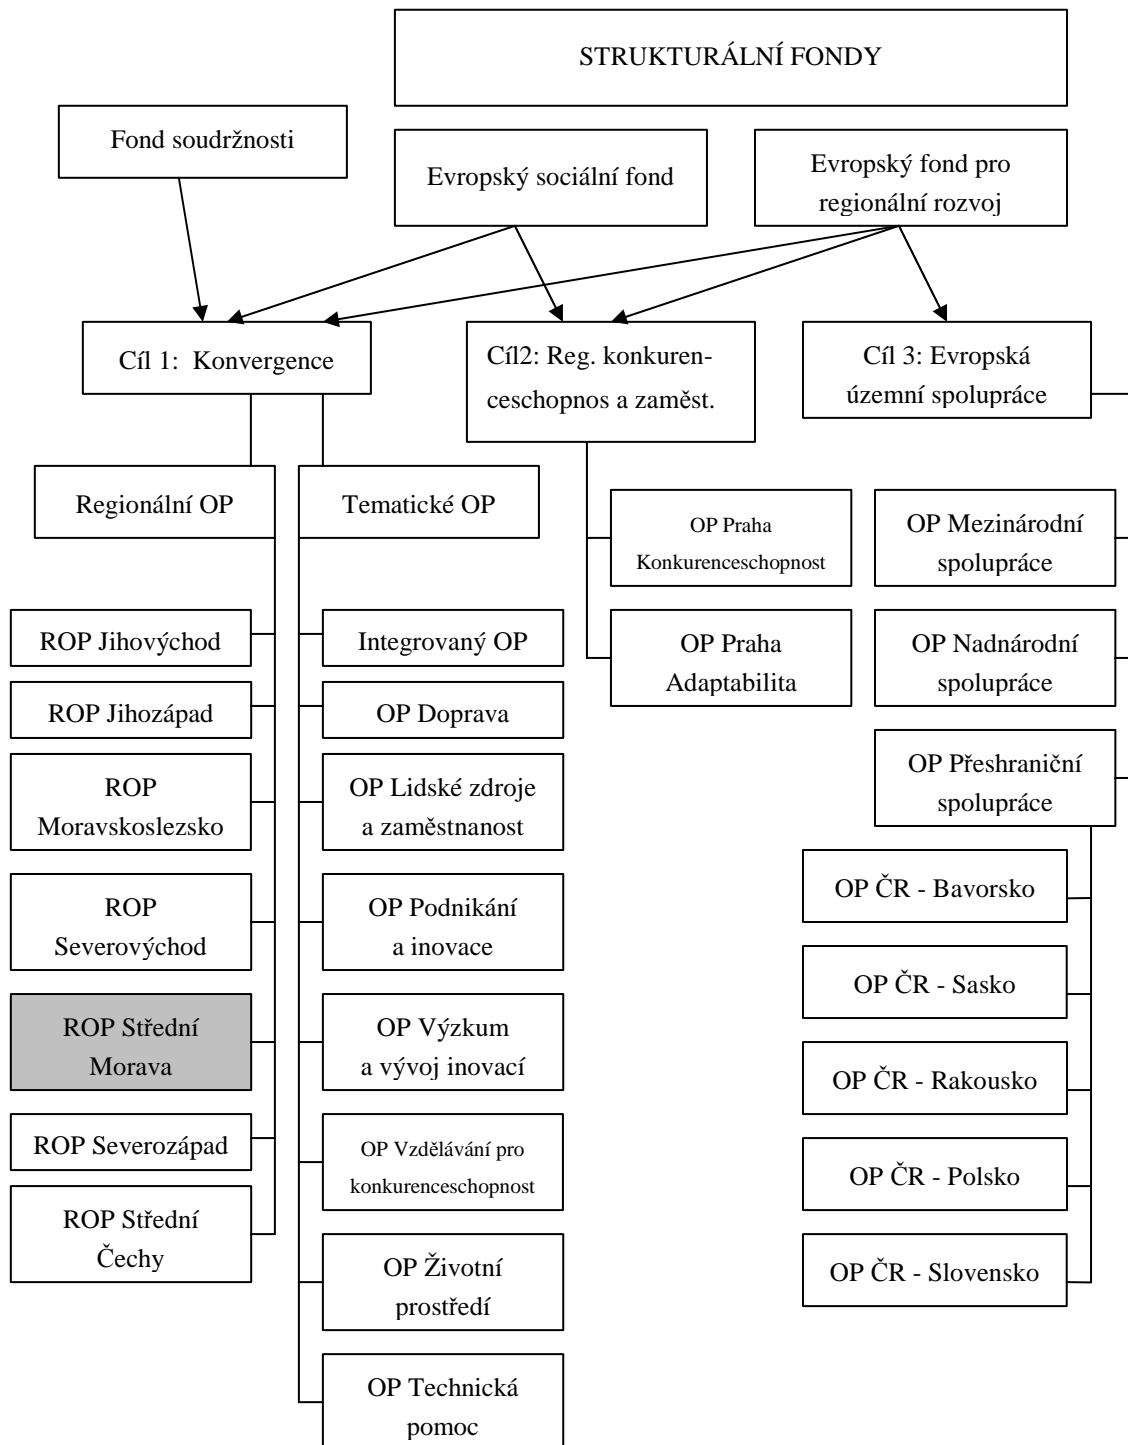 STRUKTURÁLNÍ FONDY
Fond soudržnosti
Evropský sociální fond
Evropský fond pro
regionální rozvoj
Cíl 1:  Konvergence
Cíl2: Reg. konkuren-
ceschopnos a zaměst.
Cíl 3: Evropská
územní spolupráce
Regionální OP
Tematické OP
ROP Jihovýchod
ROP Jihozápad
ROP
Moravskoslezsko
ROP
Severovýchod
ROP Střední
Morava
ROP Severozápad
ROP Střední
Čechy
Integrovaný OP
OP Doprava
OP Lidské zdroje
a zaměstnanost
OP Podnikání
a inovace
OP Výzkum
a vývoj inovací
OP Vzdělávání pro
konkurenceschopnost
OP Životní
prostředí
OP Technická
pomoc
OP Praha
Konkurenceschopnost
OP Praha
Adaptabilita
OP Mezinárodní
spolupráce
OP Nadnárodní
spolupráce
OP Přeshraniční
spolupráce
OP ČR - Bavorsko
OP ČR - Sasko
OP ČR - Rakousko
OP ČR - Polsko
OP ČR - Slovensko